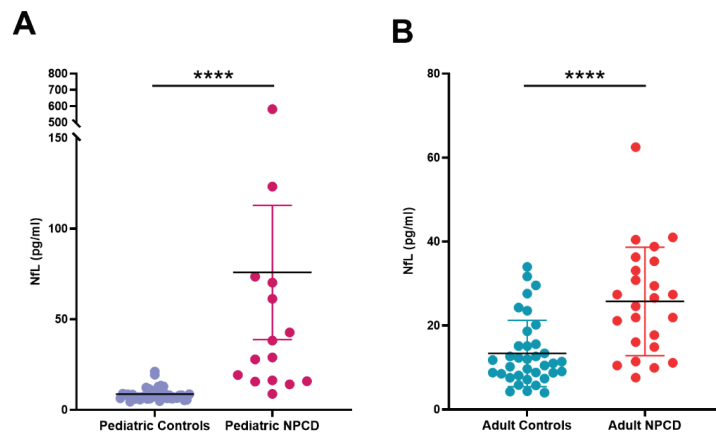 A
B
****
****
NfL (pg/ml)
800
700
600
500
150
100
50
0
Pediatric Controls
Pediatric NPCD
NfL (pg/ml)
80
60
40
20
0
Adult Controls
Adult NPCD